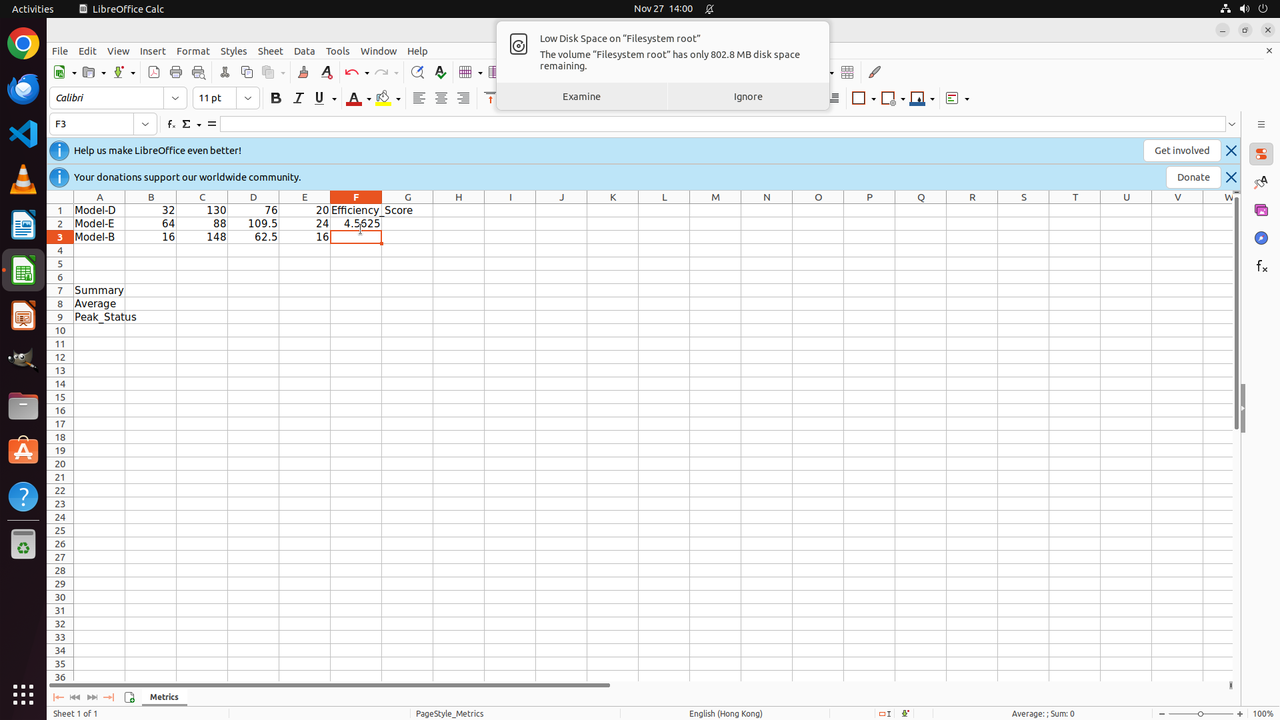 Activities
LibreOffice Calc
Nov 27 14:00
Low Disk Space on “Filesystem root”
The volume “Filesystem root” has only 802.8 MB disk space
remaining.
Examine
Ignore
File Edit View Insert Format Styles Sheet Data Tools Window Help
Calibri
11 pt
F3
Help us make LibreOffice even better!
Get involved
Your donations support our worldwide community.
Donate
A B C D E F G H I J K L M N O P Q R S T U V W
1 Model-D 32 130 76 20 Efficiency_Score
2 Model-E 64 88 109.5 24 4.5625
3 Model-B 16 148 62.5 16
4
5
6
7 Summary
8 Average
9 Peak_Status
10
11
12
13
14
15
16
17
18
19
20
21
22
23
24
25
26
27
28
29
30
31
32
33
34
35
36
Metrics
Sheet 1 of 1
PageStyle_Metrics
English (Hong Kong)
Average: ; Sum: 0
100%